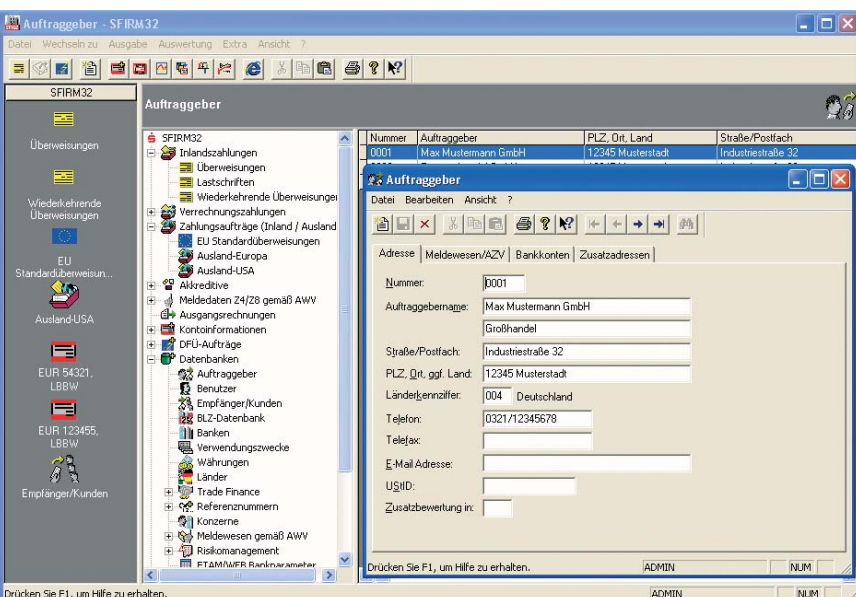 Auftraggeber - SFIRM32
Datei Wechseln zu Ausgabe Auswertung Extra Ansicht ?
SFIRM32
Überweisungen
Wiederkehrende
Überweisungen
EU
Standardüberweisun...
Ausland-USA
EUR 54321,
LBBW
EUR 123455,
LBBW
Empfänger/Kunden
Auftraggeber
SFIRM32
Inlandszahlungen
Überweisungen
Lastschriften
Wiederkehrende Überweisunger
Verrechnungszahlungen
Zahlungsaufträge (Inland / Ausland
EU Standardüberweisungen
Ausland-Europa
Ausland-USA
Akkreditive
Meldedaten Z4/Z8 gemäß AWV
Ausgangsrechnungen
Kontoinformationen
DFÜ-Aufträge
Datenbanken
Auftraggeber
Benutzer
Empfänger/Kunden
BLZ-Datenbank
Banken
Verwendungszwecke
Währungen
Länder
Trade Finance
Referenznummern
Konzerne
Meldewesen gemäß AWV
Risikomanagement
ETAM/WEB Bankparameter
Nummer Auftraggeber PLZ, Ort, Land Straße/Postfach
0001 Max Mustermann GmbH 12345 Musterstadt Industriestraße 32
Auftraggeber
Datei Bearbeiten Ansicht ?
Adresse Meldewesen/AZV Bankkonten Zusatzadressen
Nummer: 0001
Auftraggebername: Max Mustermann GmbH
Großhandel
Straße/Postfach: Industriestraße 32
PLZ, Ort, ggf. Land: 12345 Musterstadt
Länderkennziffer: 004 Deutschland
Telefon: 0321/12345678
Telefax:
E-Mail Adresse:
UStID:
Zusatzbewertung in:
Drücken Sie F1, um Hilfe zu erhalten. ADMIN NUM
Drücken Sie F1, um Hilfe zu erhalten. ADMIN NUM